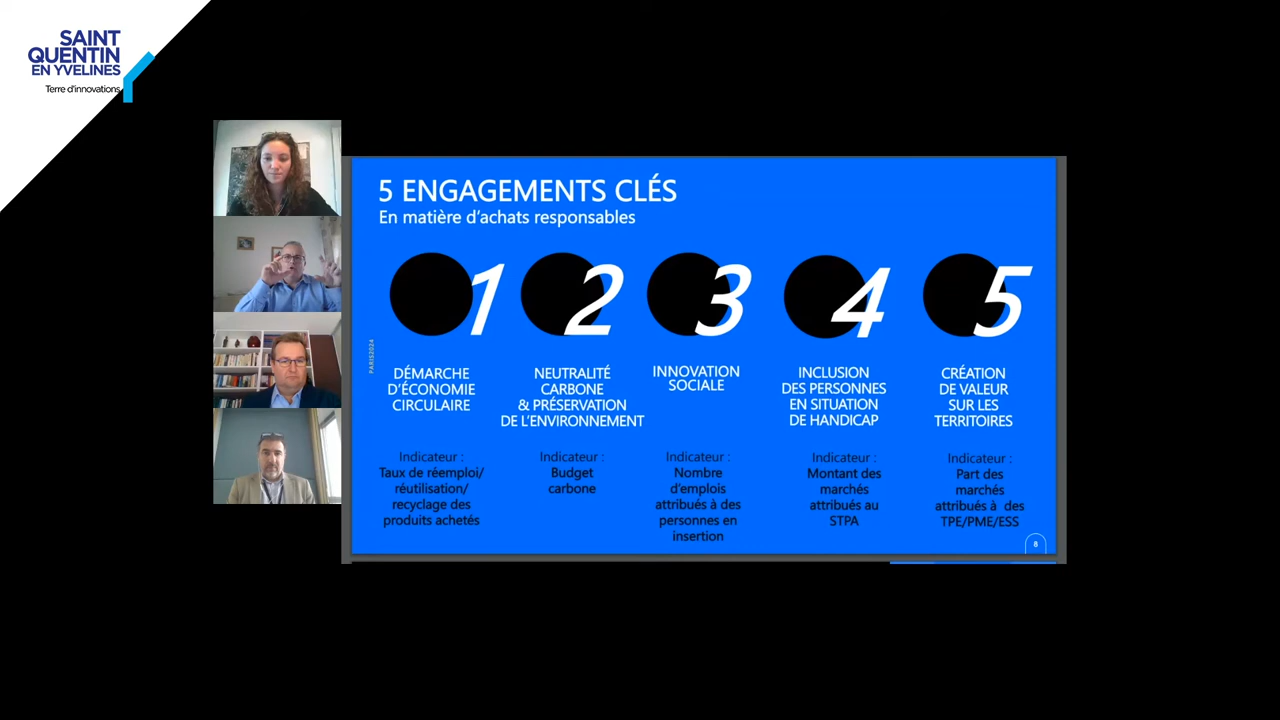 SAINT
QUENTIN
EN YVELINES
Terre d'innovations
5 ENGAGEMENTS CLÉS
En matière d'achats responsables
1
2
3
4
5
PARIS2024
DÉMARCHE
D'ÉCONOMIE
CIRCULAIRE
NEUTRALITÉ
CARBONE
& PRÉSERVATION
DE L'ENVIRONNEMENT
INNOVATION
SOCIALE
INCLUSION
DES PERSONNES
EN SITUATION
DE HANDICAP
CRÉATION
DE VALEUR
SUR LES
TERRITOIRES
Indicateur :
Taux de réemploi/
réutilisation/
recyclage des
produits achetés
Indicateur :
Budget
carbone
Indicateur :
Nombre
d'emplois
attribués à des
personnes en
insertion
Indicateur :
Montant des
marchés
attribués au
STPA
Indicateur :
Part des
marchés
attribués à des
TPE/PME/ESS
8